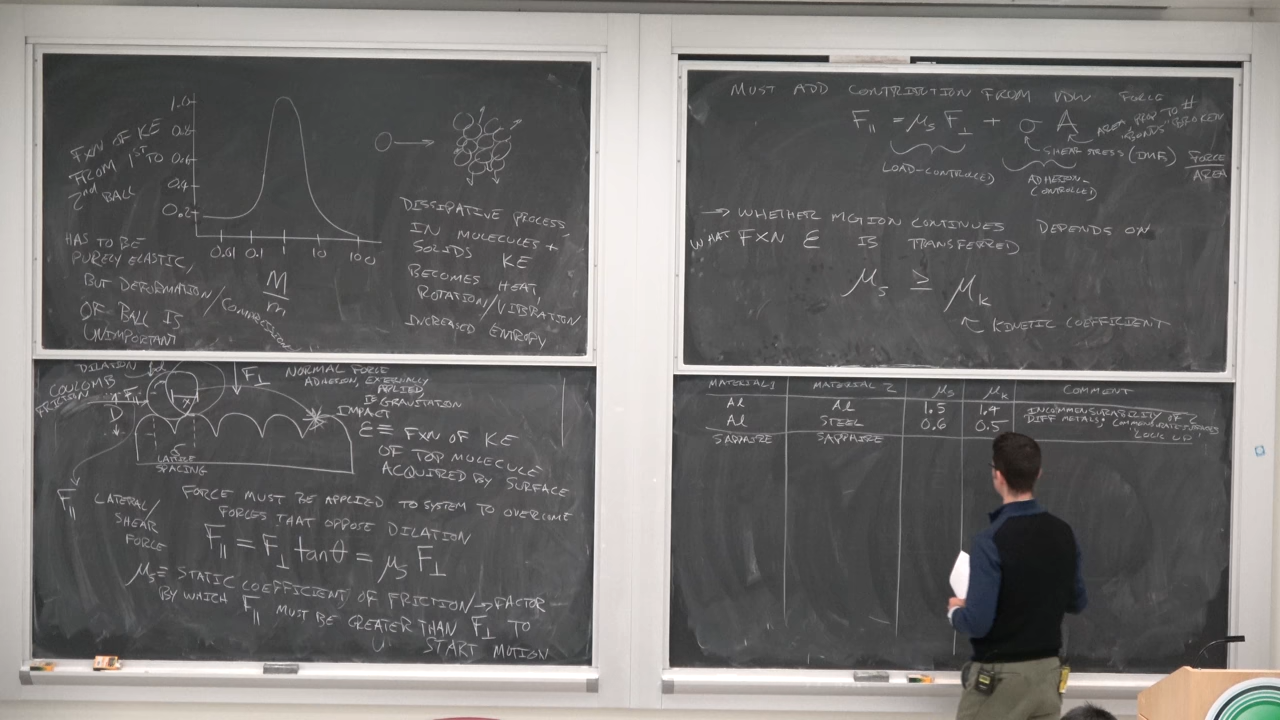 FXN OF KE
FROM 1ST TO
2nd BALL
HAS TO BE
PURELY ELASTIC,
BUT DEFORMATION/COMPRESSION
OF BALL IS
UNIMPORTANT
1.0
0.8
0.6
0.4
0.2
0.01 0.1 1 10 100
M
m
DISSIPATIVE PROCESS
IN MOLECULES +
SOLIDS KE
BECOMES HEAT,
ROTATION/VIBRATION
INCREASED ENTROPY
DILATION
COULOMB
FRICTION
F∥
D
F⊥
NORMAL FORCE
ADHESION, EXTERNALLY
APPLIED
GRAVITATION
IMPACT
LATTICE
SPACING
ε ≡ FXN OF KE
OF TOP MOLECULE
ACQUIRED BY SURFACE
F∥ LATERAL/
SHEAR
FORCE
FORCE MUST BE APPLIED TO SYSTEM TO OVERCOME
FORCES THAT OPPOSE DILATION
F∥ = F⊥ tanθ = μs F⊥
μs ≡ STATIC COEFFICIENT OF FRICTION → FACTOR
BY WHICH F∥ MUST BE GREATER THAN F⊥ TO
START MOTION
MUST ADD CONTRIBUTION FROM VDW FORCE
F∥ = μs F⊥ + σ A
AREA PROP TO #
"BONDS" BROKEN
SHEAR STRESS FORCE
AREA
LOAD-CONTROLLED
ADHESION-
CONTROLLED
→ WHETHER MOTION CONTINUES DEPENDS ON
WHAT FXN ε IS TRANSFERRED
μs ≥ μk
KINETIC COEFFICIENT
MATERIAL 1 MATERIAL 2 μs μk COMMENT
Al Al 1.5 1.4 INCOMMENSURABILITY OF 2
Al STEEL 0.6 0.5 DIFF METALS. COMMENSURATE SURFACES
"LOCK UP"
SAPPHIRE SAPPHIRE